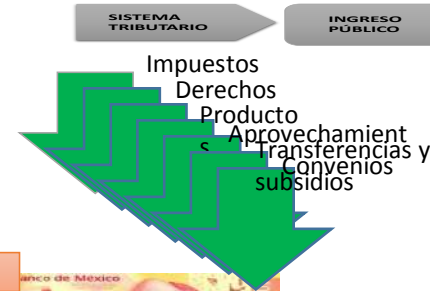 SISTEMA
TRIBUTARIO
INGRESO
PÚBLICO
Impuestos
Derechos
Producto
s
Aprovechamient
Transferencias y
subsidios
Convenios
anco de México